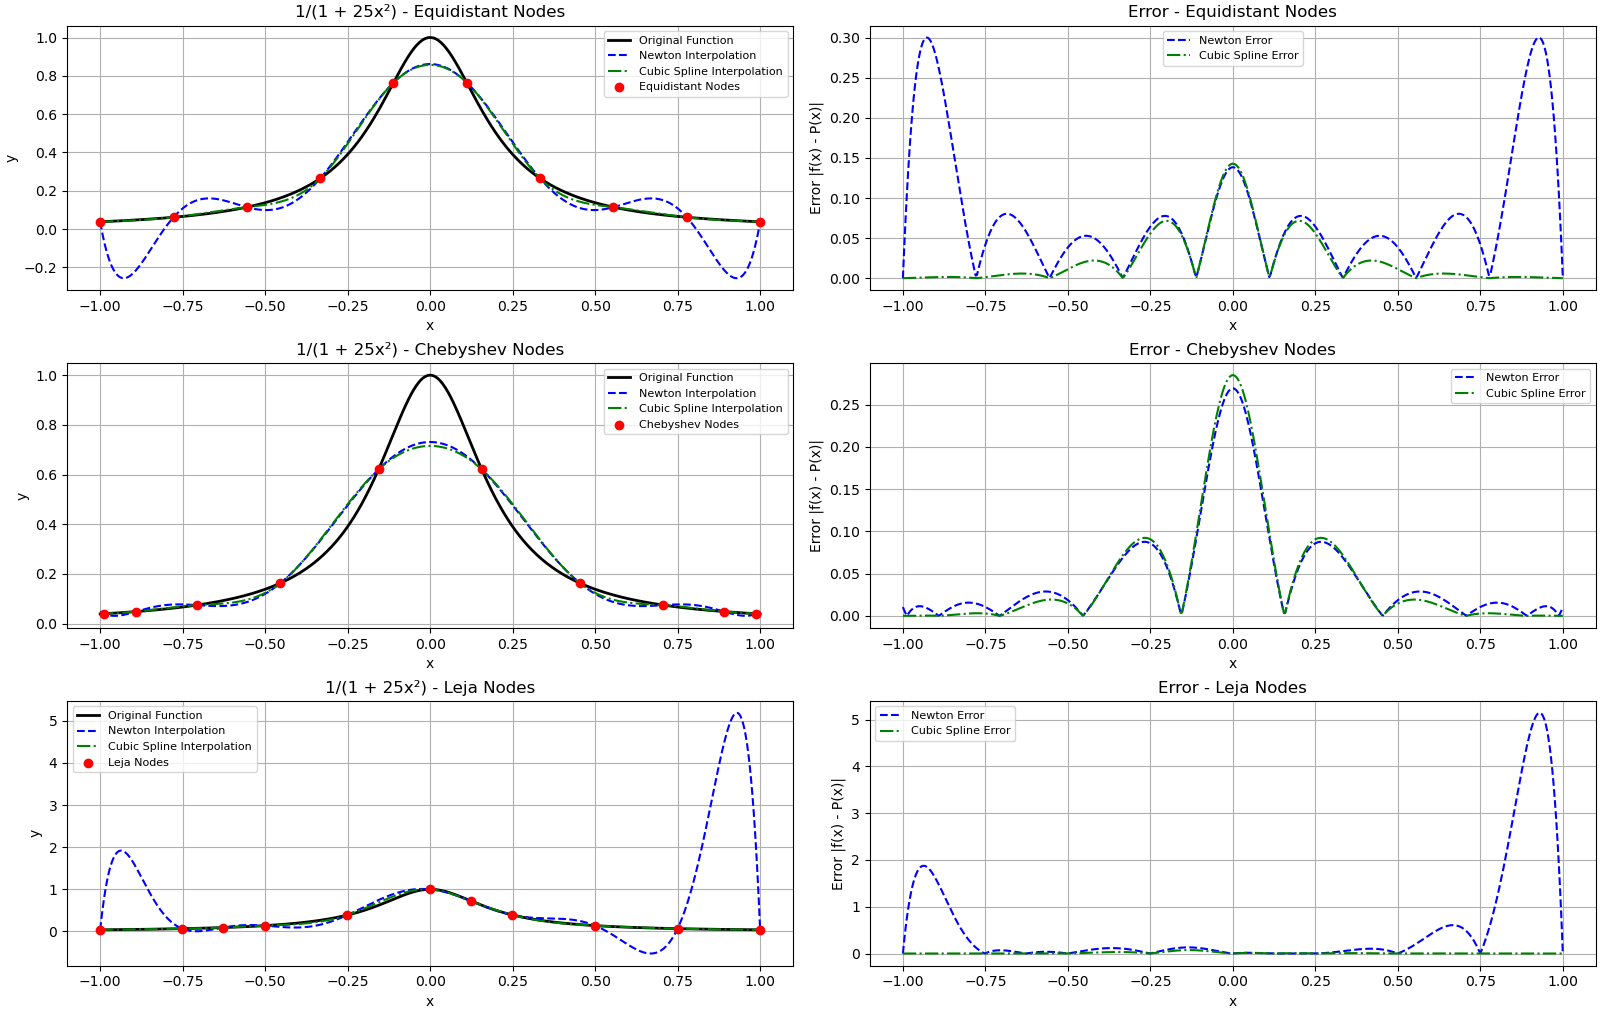 1/(1 + 25x²) - Equidistant Nodes
y
1.0
0.8
0.6
0.4
0.2
0.0
−0.2
Original Function
Newton Interpolation
Cubic Spline Interpolation
Equidistant Nodes
−1.00 −0.75 −0.50 −0.25 0.00 0.25 0.50 0.75 1.00
x
Error - Equidistant Nodes
Error |f(x) - P(x)|
0.30
0.25
0.20
0.15
0.10
0.05
0.00
Newton Error
Cubic Spline Error
−1.00 −0.75 −0.50 −0.25 0.00 0.25 0.50 0.75 1.00
x
1/(1 + 25x²) - Chebyshev Nodes
y
1.0
0.8
0.6
0.4
0.2
0.0
Original Function
Newton Interpolation
Cubic Spline Interpolation
Chebyshev Nodes
−1.00 −0.75 −0.50 −0.25 0.00 0.25 0.50 0.75 1.00
x
Error - Chebyshev Nodes
Error |f(x) - P(x)|
0.25
0.20
0.15
0.10
0.05
0.00
Newton Error
Cubic Spline Error
−1.00 −0.75 −0.50 −0.25 0.00 0.25 0.50 0.75 1.00
x
1/(1 + 25x²) - Leja Nodes
y
5
4
3
2
1
0
Original Function
Newton Interpolation
Cubic Spline Interpolation
Leja Nodes
−1.00 −0.75 −0.50 −0.25 0.00 0.25 0.50 0.75 1.00
x
Error - Leja Nodes
Error |f(x) - P(x)|
5
4
3
2
1
0
Newton Error
Cubic Spline Error
−1.00 −0.75 −0.50 −0.25 0.00 0.25 0.50 0.75 1.00
x